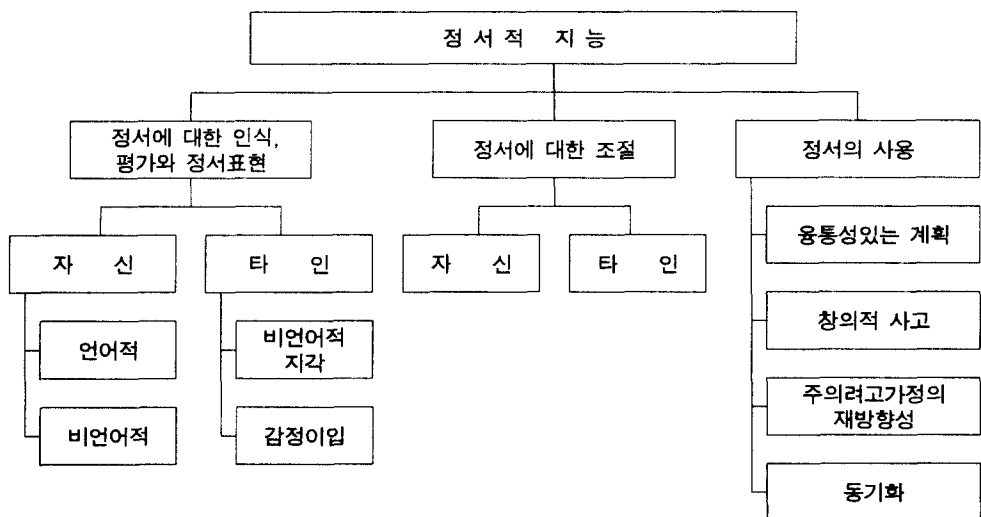 정서적 지능
정서에 대한 인식,
평가와 정서표현
정서에 대한 조절
정서의 사용
자 신
타 인
자 신
타 인
언어적
비언어적
비언어적
지각
감정이입
융통성있는 계획
창의적 사고
주의려고가정의
재방향성
동기화